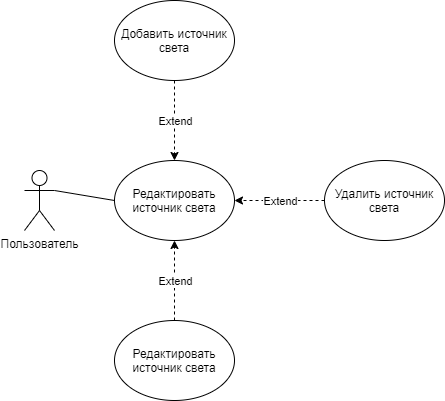 Добавить источник
света
Extend
Редактировать
источник света
Extend
Удалить источник
света
Пользователь
Extend
Редактировать
источник света